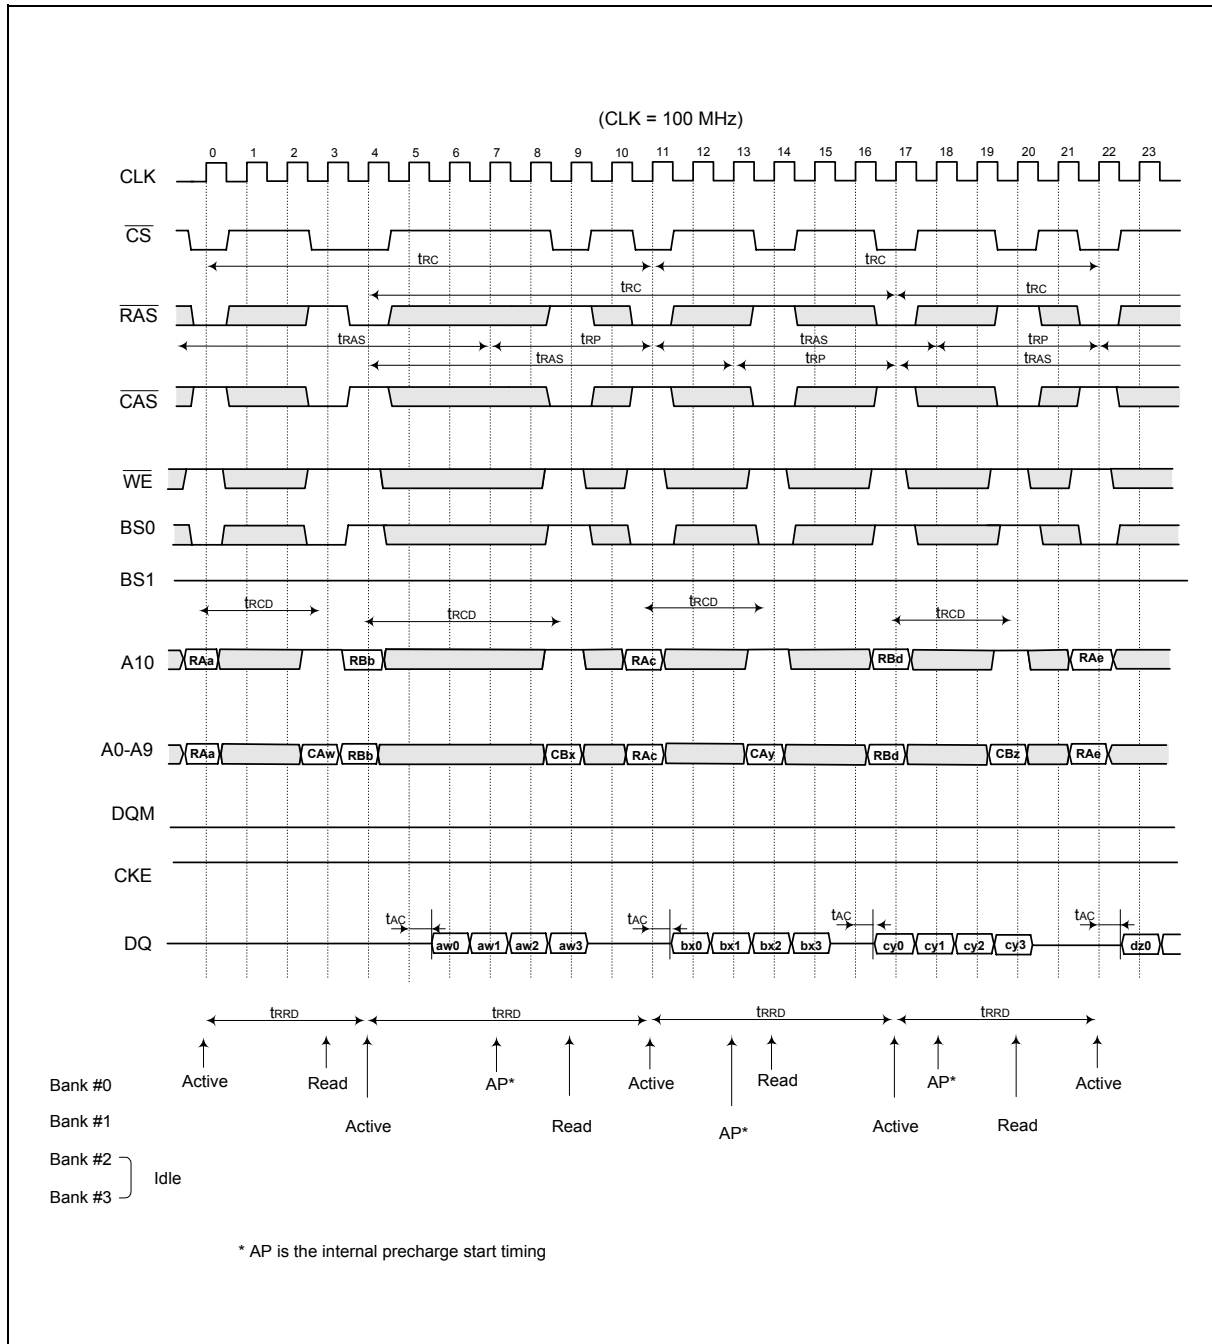 (CLK = 100 MHz)
0 1 2 3 4 5 6 7 8 9 10 11 12 13 14 15 16 17 18 19 20 21 22 23
CLK
CS
tRC tRC
tRC tRC
RAS
tRAS tRP tRAS tRP
tRAS tRP tRAS
CAS
WE
BS0
BS1
tRCD tRCD tRCD tRCD
A10 RAa RBb RAc RBd RAe
A0-A9 RAa CAw RBb CBx RAc CAy RBd CBz RAe
DQM
CKE
tAC tAC tAC tAC
DQ aw0 aw1 aw2 aw3 bx0 bx1 bx2 bx3 cy0 cy1 cy2 cy3 dz0
tRRD tRRD tRRD tRRD
Bank #0 Active Read AP* Active Read AP* Active
Bank #1 Active Read AP* Active Read
Bank #2
Idle
Bank #3
* AP is the internal precharge start timing